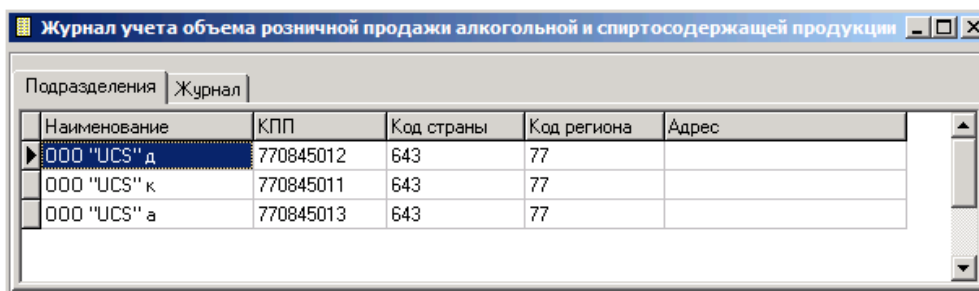 Журнал учета объема розничной продажи алкогольной и спиртосодержащей продукции
Подразделения Журнал
Наименование КПП Код страны Код региона Адрес
ООО "UCS" д 770845012 643 77
ООО "UCS" к 770845011 643 77
ООО "UCS" а 770845013 643 77